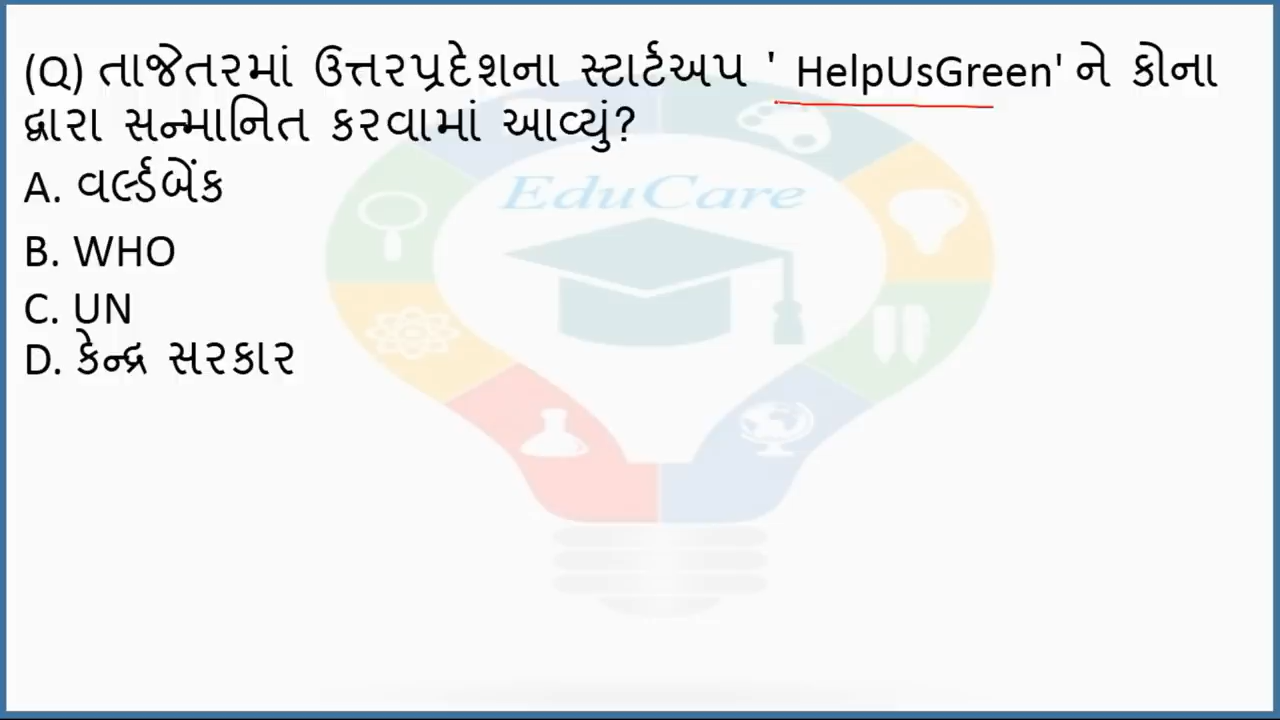 (Q) તાજેતરમાં ઉત્તરપ્રદેશના સ્ટાર્ટઅપ ' HelpUsGreen' ને કોના
દ્વારા સન્માનિત કરવામાં આવ્યું?
A. વર્લ્ડબેંક
EduCare
B. WHO
C. UN
D. કેન્દ્ર સરકાર